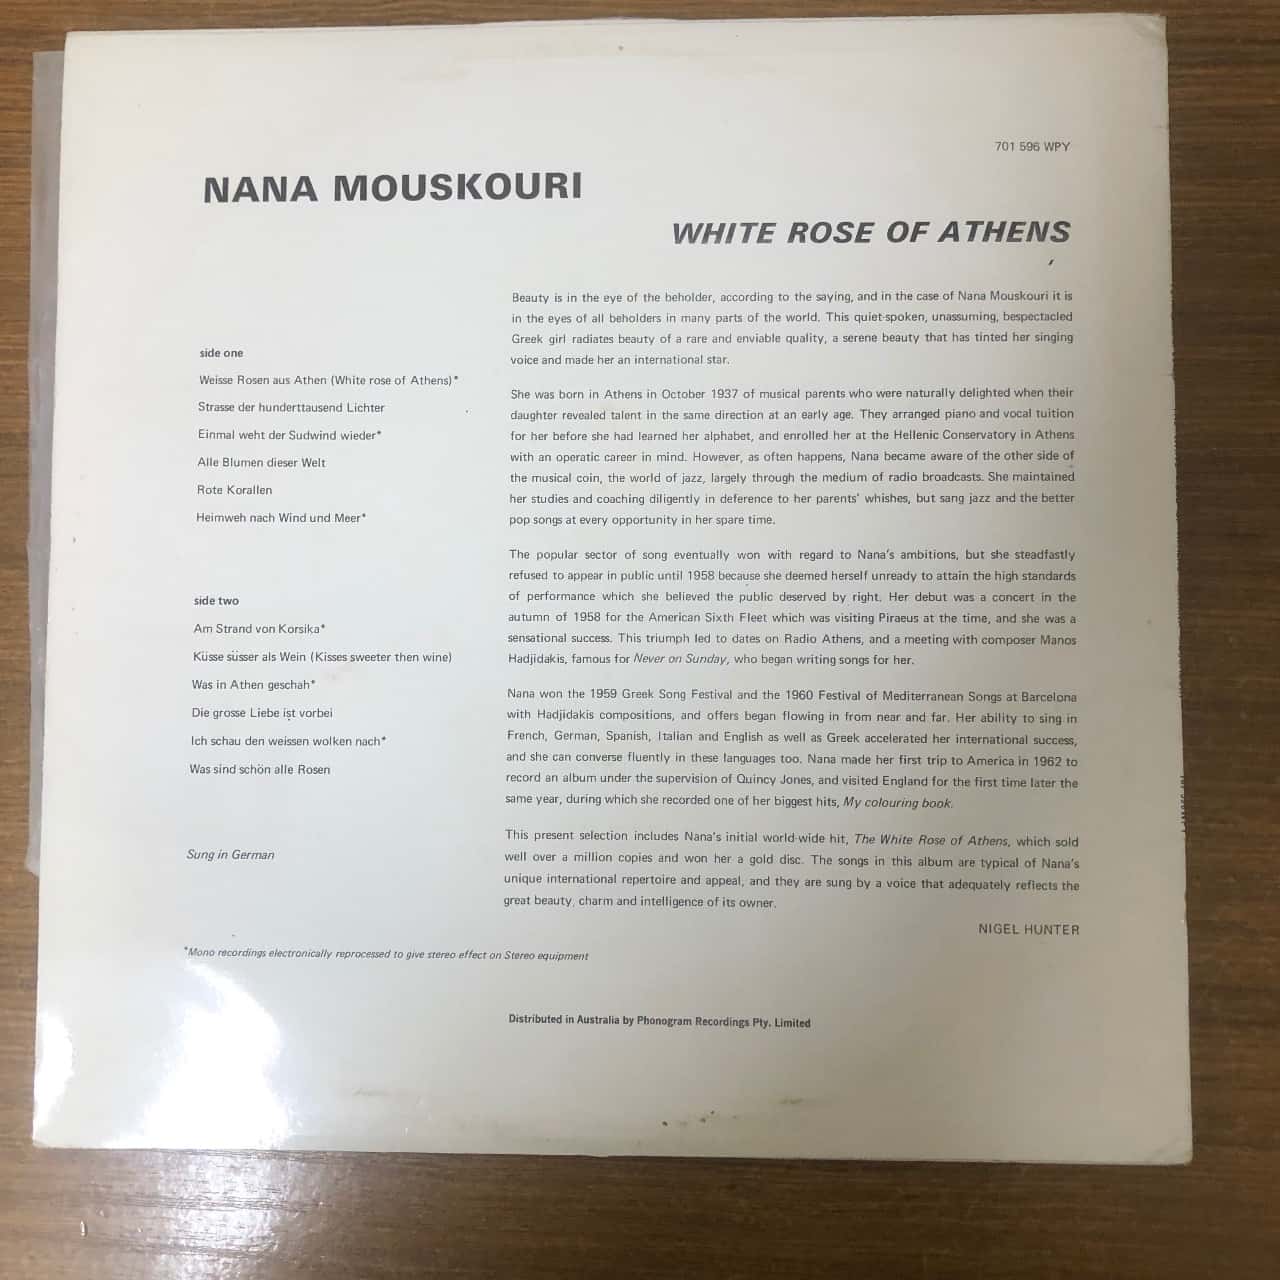 701 596 WPY
NANA MOUSKOURI
WHITE ROSE OF ATHENS
side one
Weisse Rosen aus Athen (White rose of Athens)*
Strasse der hunderttausend Lichter
Einmal weht der Sudwind wieder*
Alle Blumen dieser Welt
Rote Korallen
Heimweh nach Wind und Meer*
side two
Am Strand von Korsika*
Küsse süsser als Wein (Kisses sweeter then wine)
Was in Athen geschah*
Die grosse Liebe ist vorbei
Ich schau den weissen wolken nach*
Was sind schön alle Rosen
Sung in German
Beauty is in the eye of the beholder, according to the saying, and in the case of Nana Mouskouri it is
in the eyes of all beholders in many parts of the world. This quiet-spoken, unassuming, bespectacled
Greek girl radiates beauty of a rare and enviable quality, a serene beauty that has tinted her singing
voice and made her an international star.
She was born in Athens in October 1937 of musical parents who were naturally delighted when their
daughter revealed talent in the same direction at an early age. They arranged piano and vocal tuition
for her before she had learned her alphabet, and enrolled her at the Hellenic Conservatory in Athens
with an operatic career in mind. However, as often happens, Nana became aware of the other side of
the musical coin, the world of jazz, largely through the medium of radio broadcasts. She maintained
her studies and coaching diligently in deference to her parents' whishes, but sang jazz and the better
pop songs at every opportunity in her spare time.
The popular sector of song eventually won with regard to Nana's ambitions, but she steadfastly
refused to appear in public until 1958 because she deemed herself unready to attain the high standards
of performance which she believed the public deserved by right. Her debut was a concert in the
autumn of 1958 for the American Sixth Fleet which was visiting Piraeus at the time, and she was a
sensational success. This triumph led to dates on Radio Athens, and a meeting with composer Manos
Hadjidakis, famous for Never on Sunday, who began writing songs for her.
Nana won the 1959 Greek Song Festival and the 1960 Festival of Mediterranean Songs at Barcelona
with Hadjidakis compositions, and offers began flowing in from near and far. Her ability to sing in
French, German, Spanish, Italian and English as well as Greek accelerated her international success,
and she can converse fluently in these languages too. Nana made her first trip to America in 1962 to
record an album under the supervision of Quincy Jones, and visited England for the first time later the
same year, during which she recorded one of her biggest hits, My colouring book.
This present selection includes Nana's initial world-wide hit, The White Rose of Athens, which sold
well over a million copies and won her a gold disc. The songs in this album are typical of Nana's
unique international repertoire and appeal, and they are sung by a voice that adequately reflects the
great beauty, charm and intelligence of its owner.
NIGEL HUNTER
*Mono recordings electronically reprocessed to give stereo effect on Stereo equipment
Distributed in Australia by Phonogram Recordings Pty. Limited